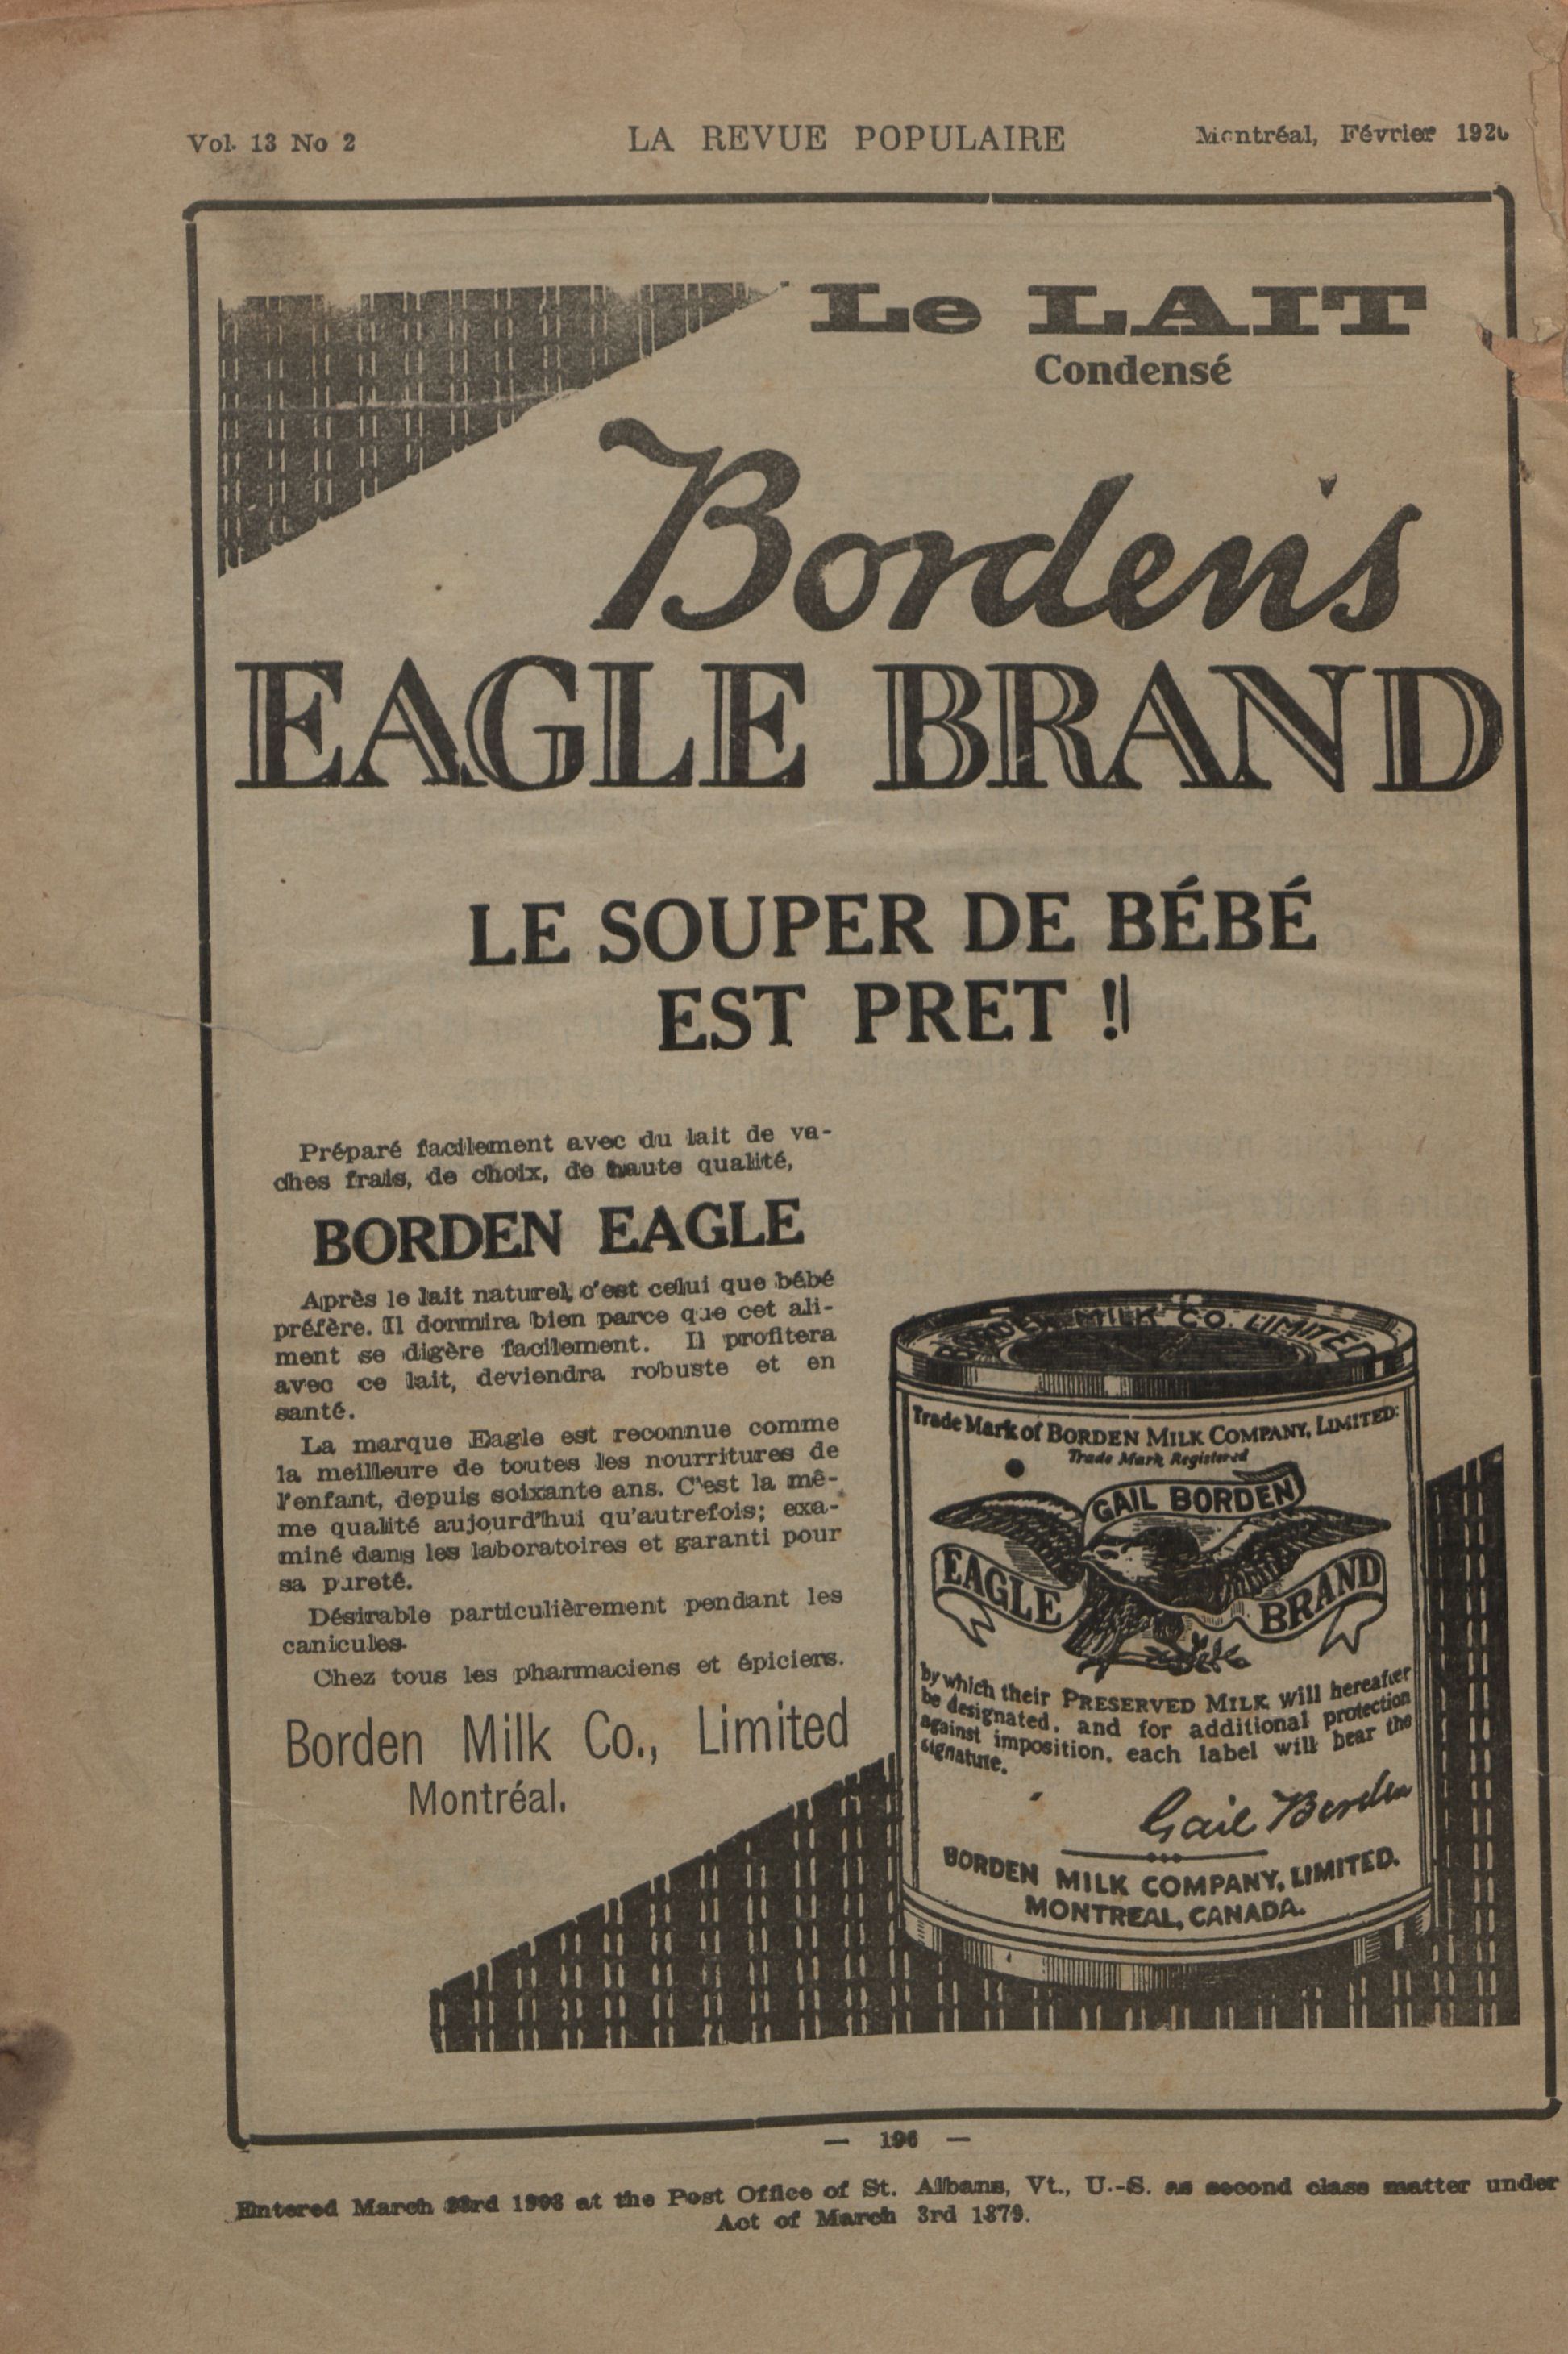 Vol. 13 No 2
LA REVUE POPULAIRE
Montréal, Février 1920
Le LAIT
Condensé
Borden's
EAGLE BRAND
LE SOUPER DE BÉBÉ
EST PRET !!
Préparé facilement avec du lait de va-
ches frais, de choix, de haute qualité,
BORDEN EAGLE
Après le lait naturel, c'est celui que bébé
préfère. Il dormira bien parce que cet ali-
ment se digère facilement. Il profitera
avec ce lait, deviendra robuste et en
santé.
La marque Eagle est reconnue comme
la meilleure de toutes les nourritures de
l'enfant, depuis soixante ans. C'est la mê-
me qualité aujourd'hui qu'autrefois; exa-
miné dans les laboratoires et garanti pour
sa pureté.
Désirable particulièrement pendant les
canicules.
Chez tous les pharmaciens et épiciers.
Borden Milk Co., Limited
Montréal.
BORDEN MILK CO. LIMITED
Trade Mark of BORDEN MILK COMPANY, LIMITED:
Trade Mark Registered
GAIL BORDEN
EAGLE BRAND
by which their PRESERVED MILK will hereafter
be designated, and for additional protection
against imposition, each label will bear the
signature.
Gail Borden
BORDEN MILK COMPANY, LIMITED.
MONTREAL, CANADA.
— 196 —
Entered March 23rd 1908 at the Post Office of St. Albans, Vt., U.-S. as second class matter under
Act of March 3rd 1879.